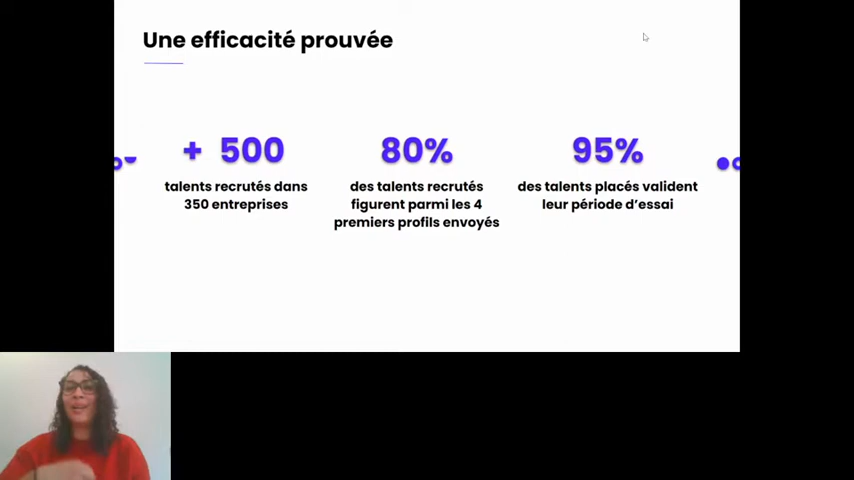 Une efficacité prouvée
+ 500
talents recrutés dans
350 entreprises
80%
des talents recrutés
figurent parmi les 4
premiers profils envoyés
95%
des talents placés valident
leur période d'essai